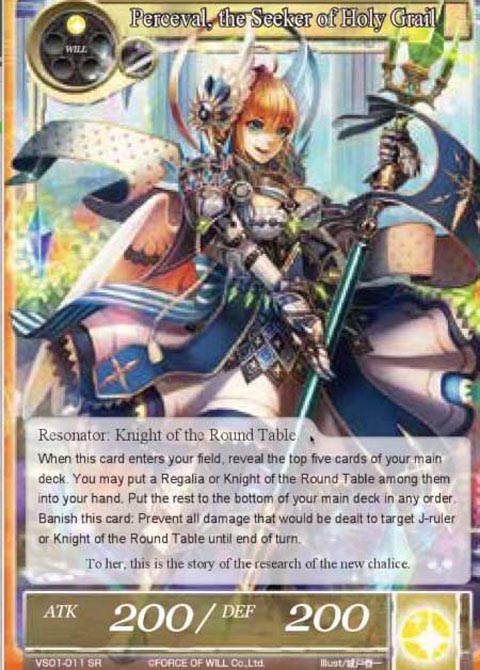 Perceval, the Seeker of Holy Grail
WILL
Resonator: Knight of the Round Table
When this card enters your field, reveal the top five cards of your main
deck. You may put a Regalia or Knight of the Round Table among them
into your hand. Put the rest to the bottom of your main deck in any order.
Banish this card: Prevent all damage that would be dealt to target J-ruler
or Knight of the Round Table until end of turn.
To her, this is the story of the research of the new chalice.
ATK 200 / DEF 200
VS01-011 SR ©FORCE OF WILL Co.,Ltd. Illust/